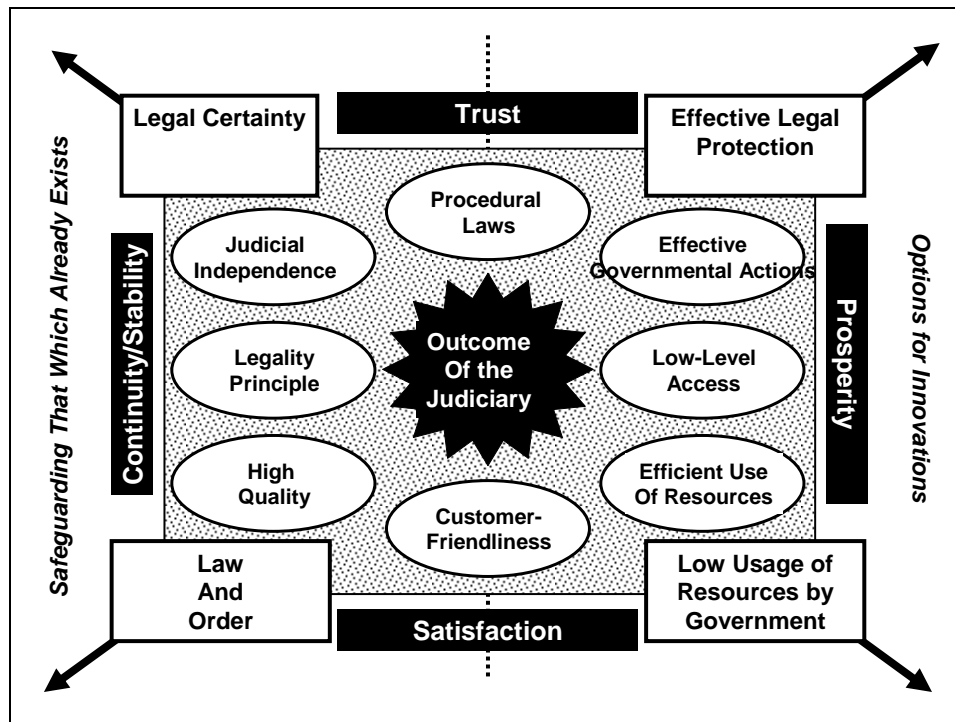 Legal Certainty
Trust
Effective Legal
Protection
Safeguarding That Which Already Exists
Continuity/Stability
Procedural
Laws
Judicial
Independence
Effective
Governmental Actions
Legality
Principle
Outcome
Of the
Judiciary
Low-Level
Access
High
Quality
Customer-
Friendliness
Efficient Use
Of Resources
Prosperity
Options for Innovations
Law
And
Order
Satisfaction
Low Usage of
Resources by
Government